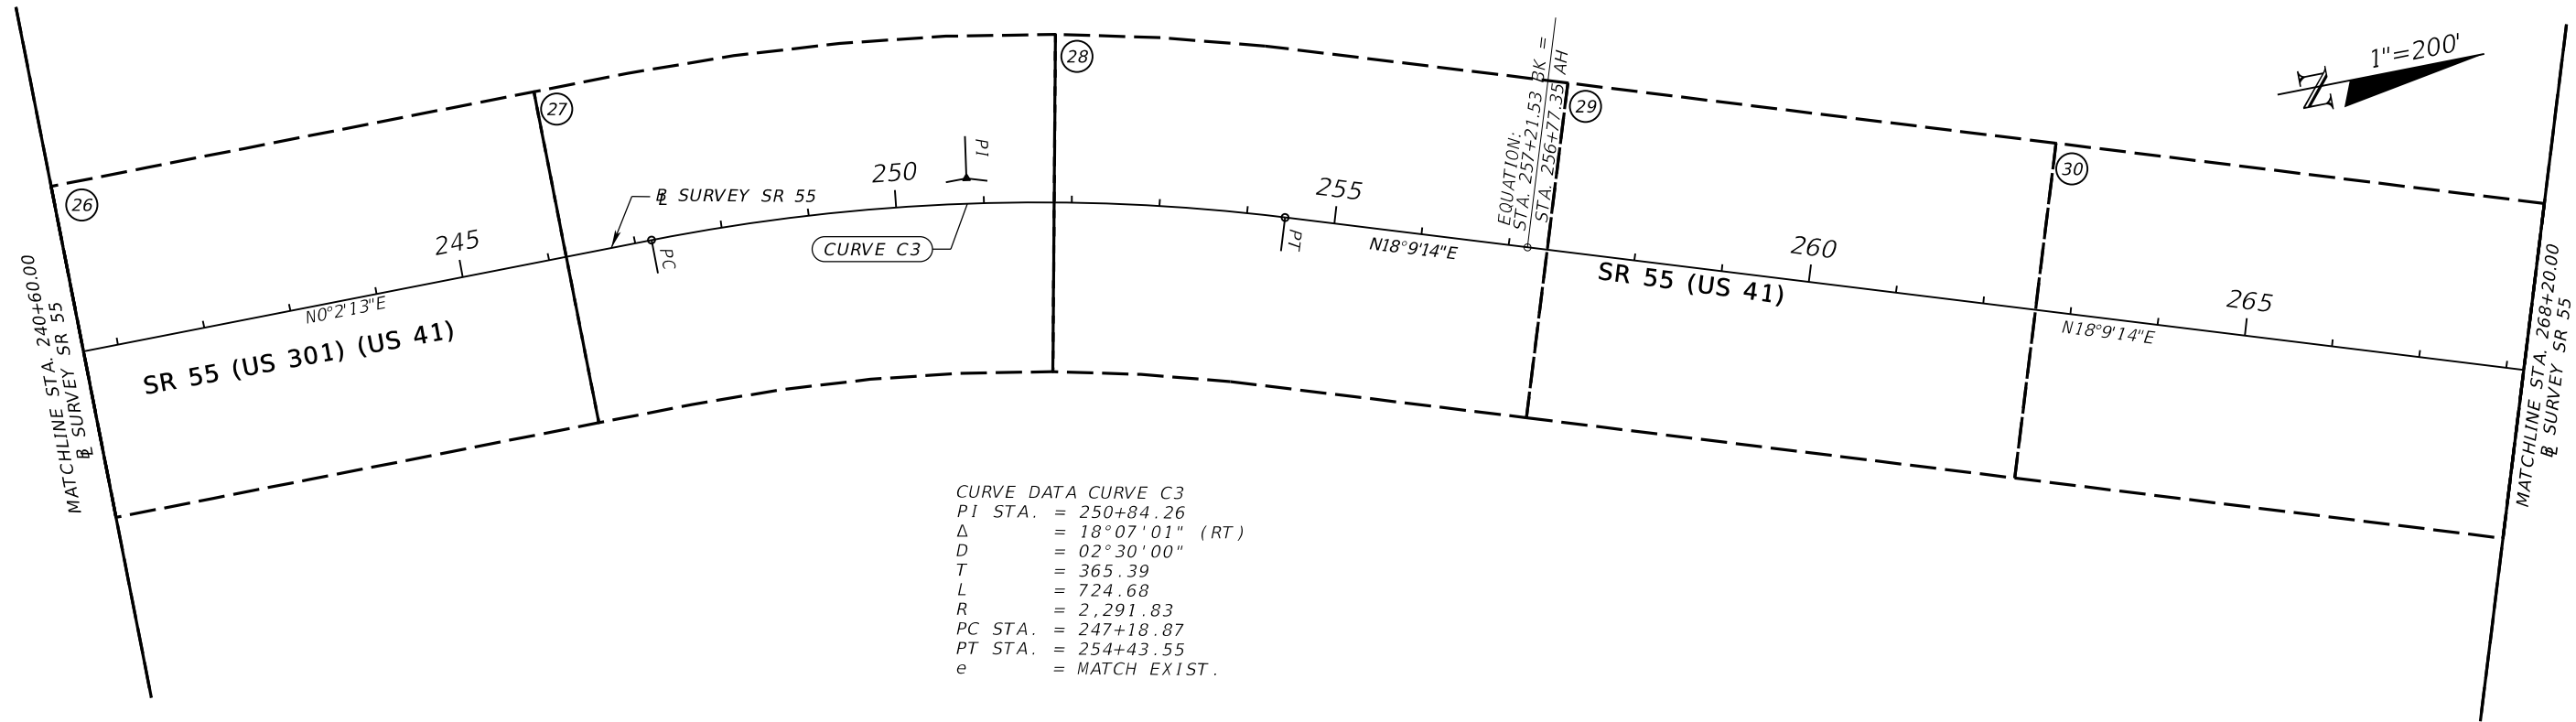 MATCHLINE STA. 240+60.00
℄ SURVEY SR 55
26
N0°2'13"E
SR 55 (US 301) (US 41)
245
27
℄ SURVEY SR 55
PC
250
PI
CURVE C3
28
255
PT
N18°9'14"E
EQUATION:
STA. 257+21.53 BK =
STA. 256+77.35 AH
29
SR 55 (US 41)
260
30
N18°9'14"E
265
1"=200'
N
MATCHLINE STA. 268+20.00
℄ SURVEY SR 55
CURVE DATA CURVE C3
PI STA. = 250+84.26
Δ = 18°07'01" (RT)
D = 02°30'00"
T = 365.39
L = 724.68
R = 2,291.83
PC STA. = 247+18.87
PT STA. = 254+43.55
e = MATCH EXIST.